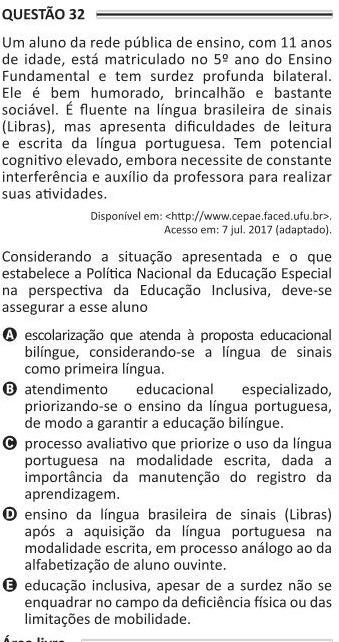 QUESTÃO 32
Um aluno da rede pública de ensino, com 11 anos
de idade, está matriculado no 5º ano do Ensino
Fundamental e tem surdez profunda bilateral.
Ele é bem humorado, brincalhão e bastante
sociável. É fluente na língua brasileira de sinais
(Libras), mas apresenta dificuldades de leitura
e escrita da língua portuguesa. Tem potencial
cognitivo elevado, embora necessite de constante
interferência e auxílio da professora para realizar
suas atividades.
Disponível em: <http://www.cepae.faced.ufu.br>.
Acesso em: 7 jul. 2017 (adaptado).
Considerando a situação apresentada e o que
estabelece a Política Nacional da Educação Especial
na perspectiva da Educação Inclusiva, deve-se
assegurar a esse aluno
A escolarização que atenda à proposta educacional
bilíngue, considerando-se a língua de sinais
como primeira língua.
B atendimento educacional especializado,
priorizando-se o ensino da língua portuguesa,
de modo a garantir a educação bilíngue.
C processo avaliativo que priorize o uso da língua
portuguesa na modalidade escrita, dada a
importância da manutenção do registro da
aprendizagem.
D ensino da língua brasileira de sinais (Libras)
após a aquisição da língua portuguesa na
modalidade escrita, em processo análogo ao da
alfabetização de aluno ouvinte.
E educação inclusiva, apesar de a surdez não se
enquadrar no campo da deficiência física ou das
limitações de mobilidade.